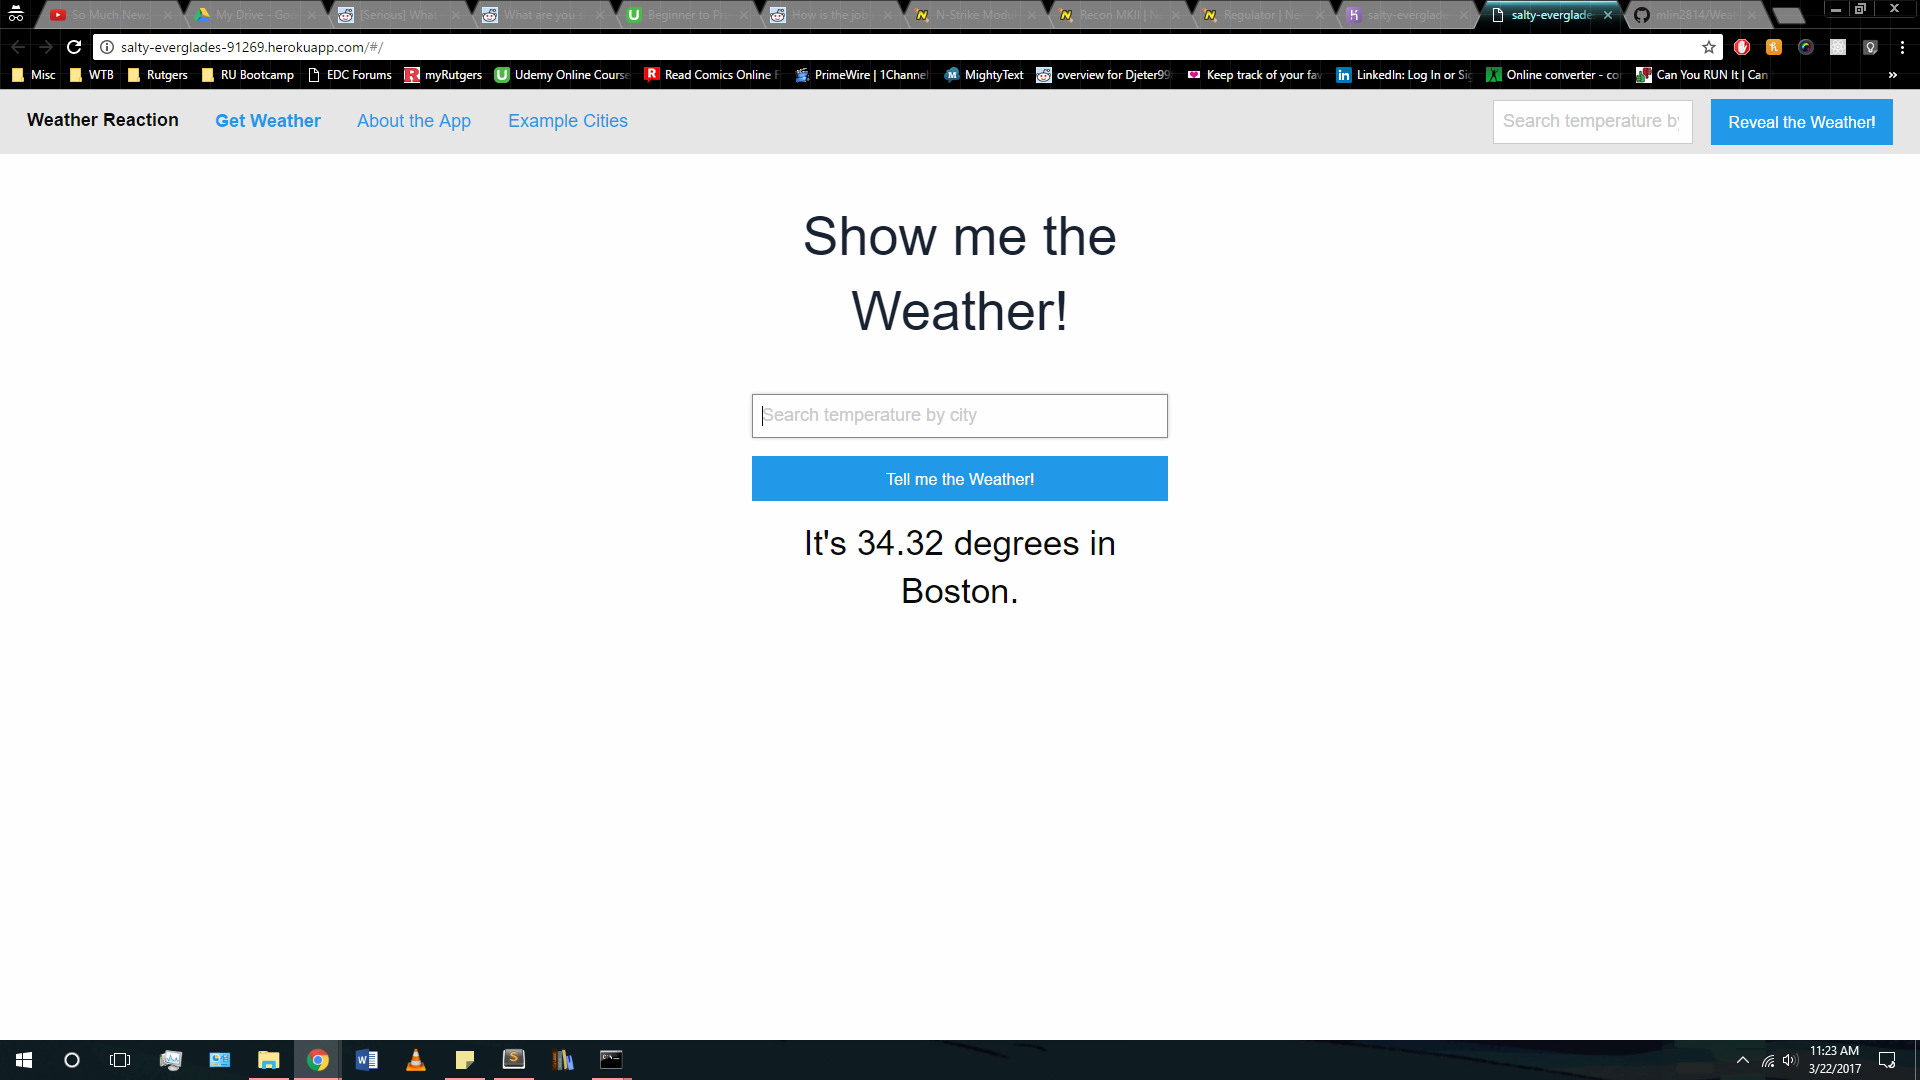 So Much New
My Drive - Goo
[Serious] What
What are you
Beginner to P
How is the job
N-Strike Modu
Recon MKII | N
Regulator | Ner
salty-everglade
salty-everglade
mlin2814/Wea
salty-everglades-91269.herokuapp.com/#/
Misc
WTB
Rutgers
RU Bootcamp
EDC Forums
myRutgers
Udemy Online Course
Read Comics Online F
PrimeWire | 1Channel
MightyText
overview for Djeter99
Keep track of your fav
LinkedIn: Log In or Sig
Online converter - co
Can You RUN It | Can
»
Weather Reaction
Get Weather
About the App
Example Cities
Search temperature by
Reveal the Weather!
Show me the
Weather!
Search temperature by city
Tell me the Weather!
It's 34.32 degrees in
Boston.
11:23 AM
3/22/2017